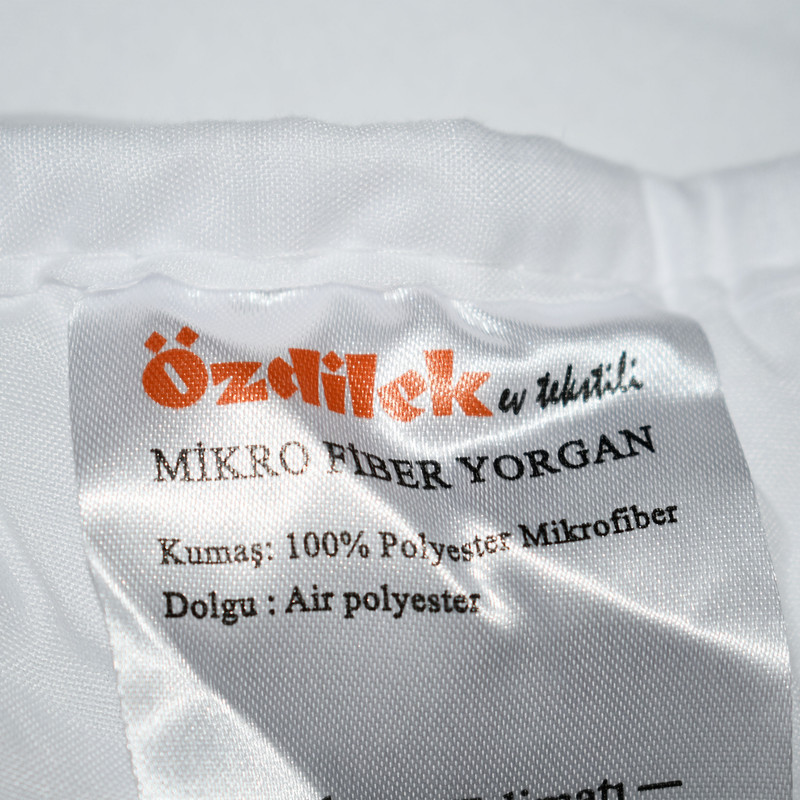 Özdilek ev tekstili
MİKRO FİBER YORGAN
Kumaş: 100% Polyester Mikrofiber
Dolgu : Air polyester